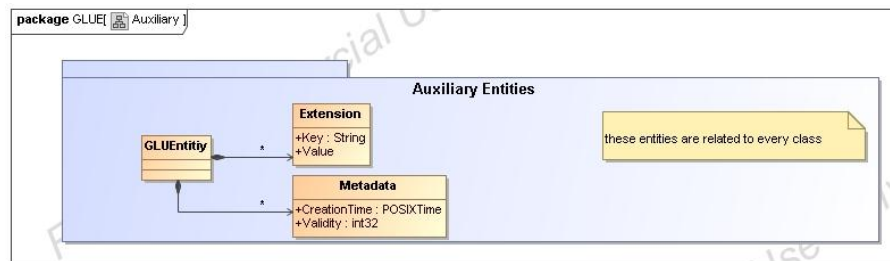 package GLUE[ Auxiliary ]
Auxiliary Entities
Extension
+Key : String
+Value
GLUEntitiy
*
these entities are related to every class
Metadata
*
+CreationTime : POSIXTime
+Validity : int32